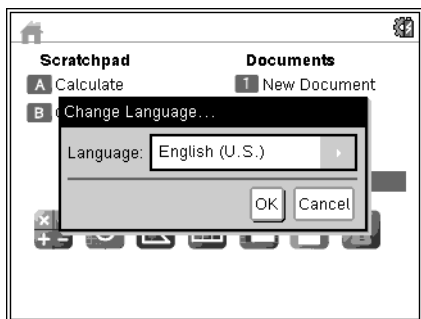 Scratchpad Documents
A Calculate 1 New Document
B
Change Language...
Language: English (U.S.)
OK Cancel